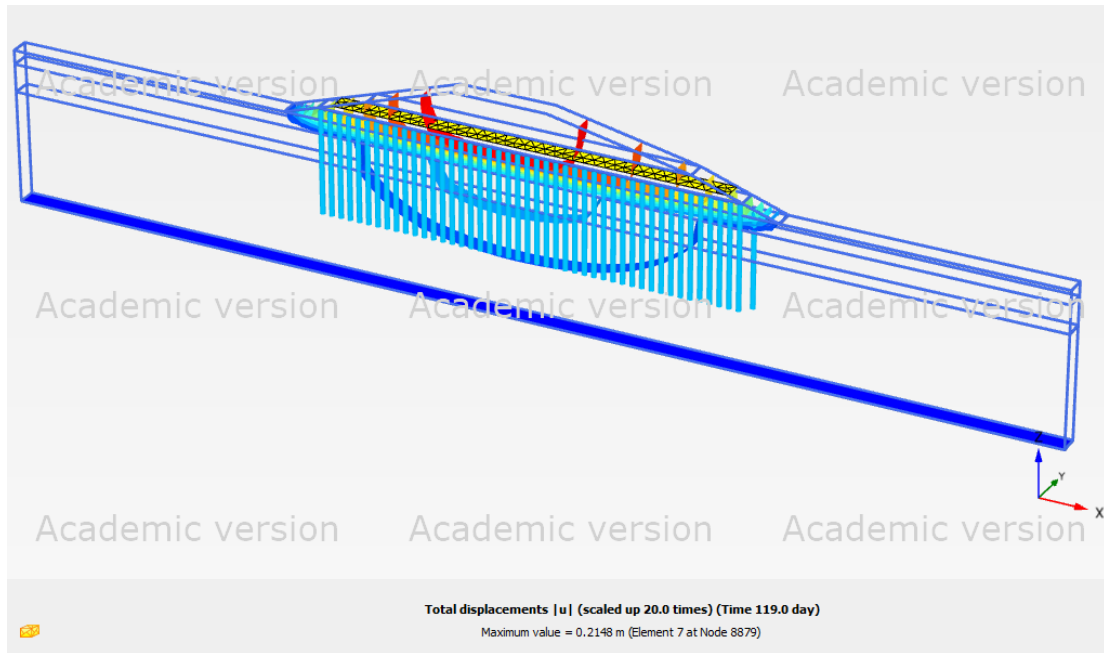 Academic version Academic version Academic version
Academic version Academic version Academic version
Z
Y
X
Academic version Academic version Academic version
Total displacements |u| (scaled up 20.0 times) (Time 119.0 day)
Maximum value = 0.2148 m (Element 7 at Node 8879)